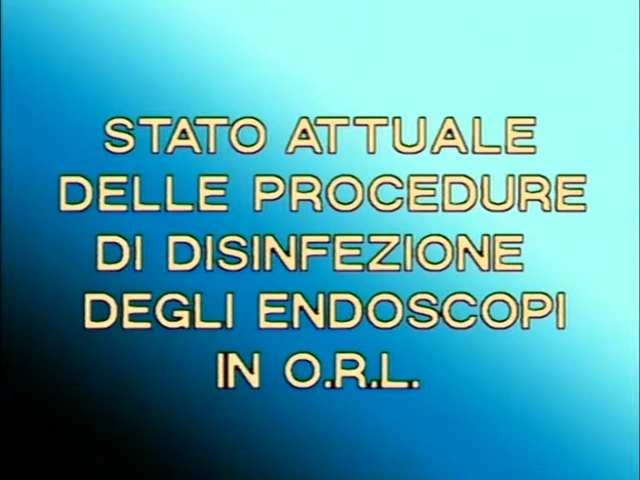 STATO ATTUALE
DELLE PROCEDURE
DI DISINFEZIONE
DEGLI ENDOSCOPI
IN O.R.L.